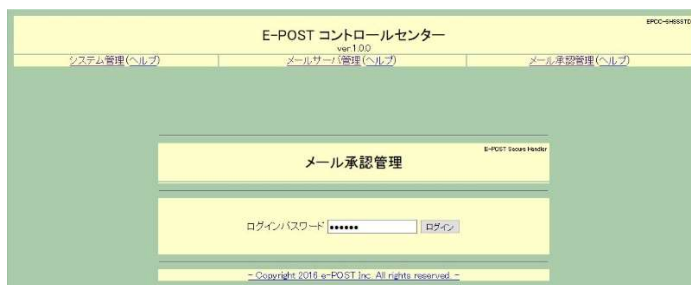 EPCC-SHSSSTD
E-POST コントロールセンター
ver.1.0.0
システム管理(ヘルプ)
メールサーバ管理(ヘルプ)
メール承認管理(ヘルプ)
E-POST Secure Handler
メール承認管理
ログインパスワード
ログイン
- Copyright 2016 e-POST Inc. All rights reserved. -